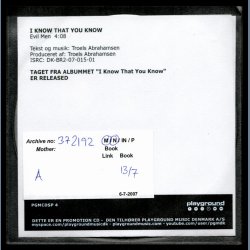 I KNOW THAT YOU KNOW
Evil Men 4:08
Tekst og musik: Troels Abrahamsen
Produceret af Troels Abrahamsen
ISRC: DK-BR2-07-015-01
TAGET FRA ALBUMMET "I Know That You Know"
ER RELEASED
Archive no: 372192 M/N/IN/P
Mother: Book
Link Book
A 13/7
6-7-2007
PGMCDSP 4
playground
DETTE ER EN PROMOTION CD - DEN TILHØRER PLAYGROUND MUSIC DENMARK A/S